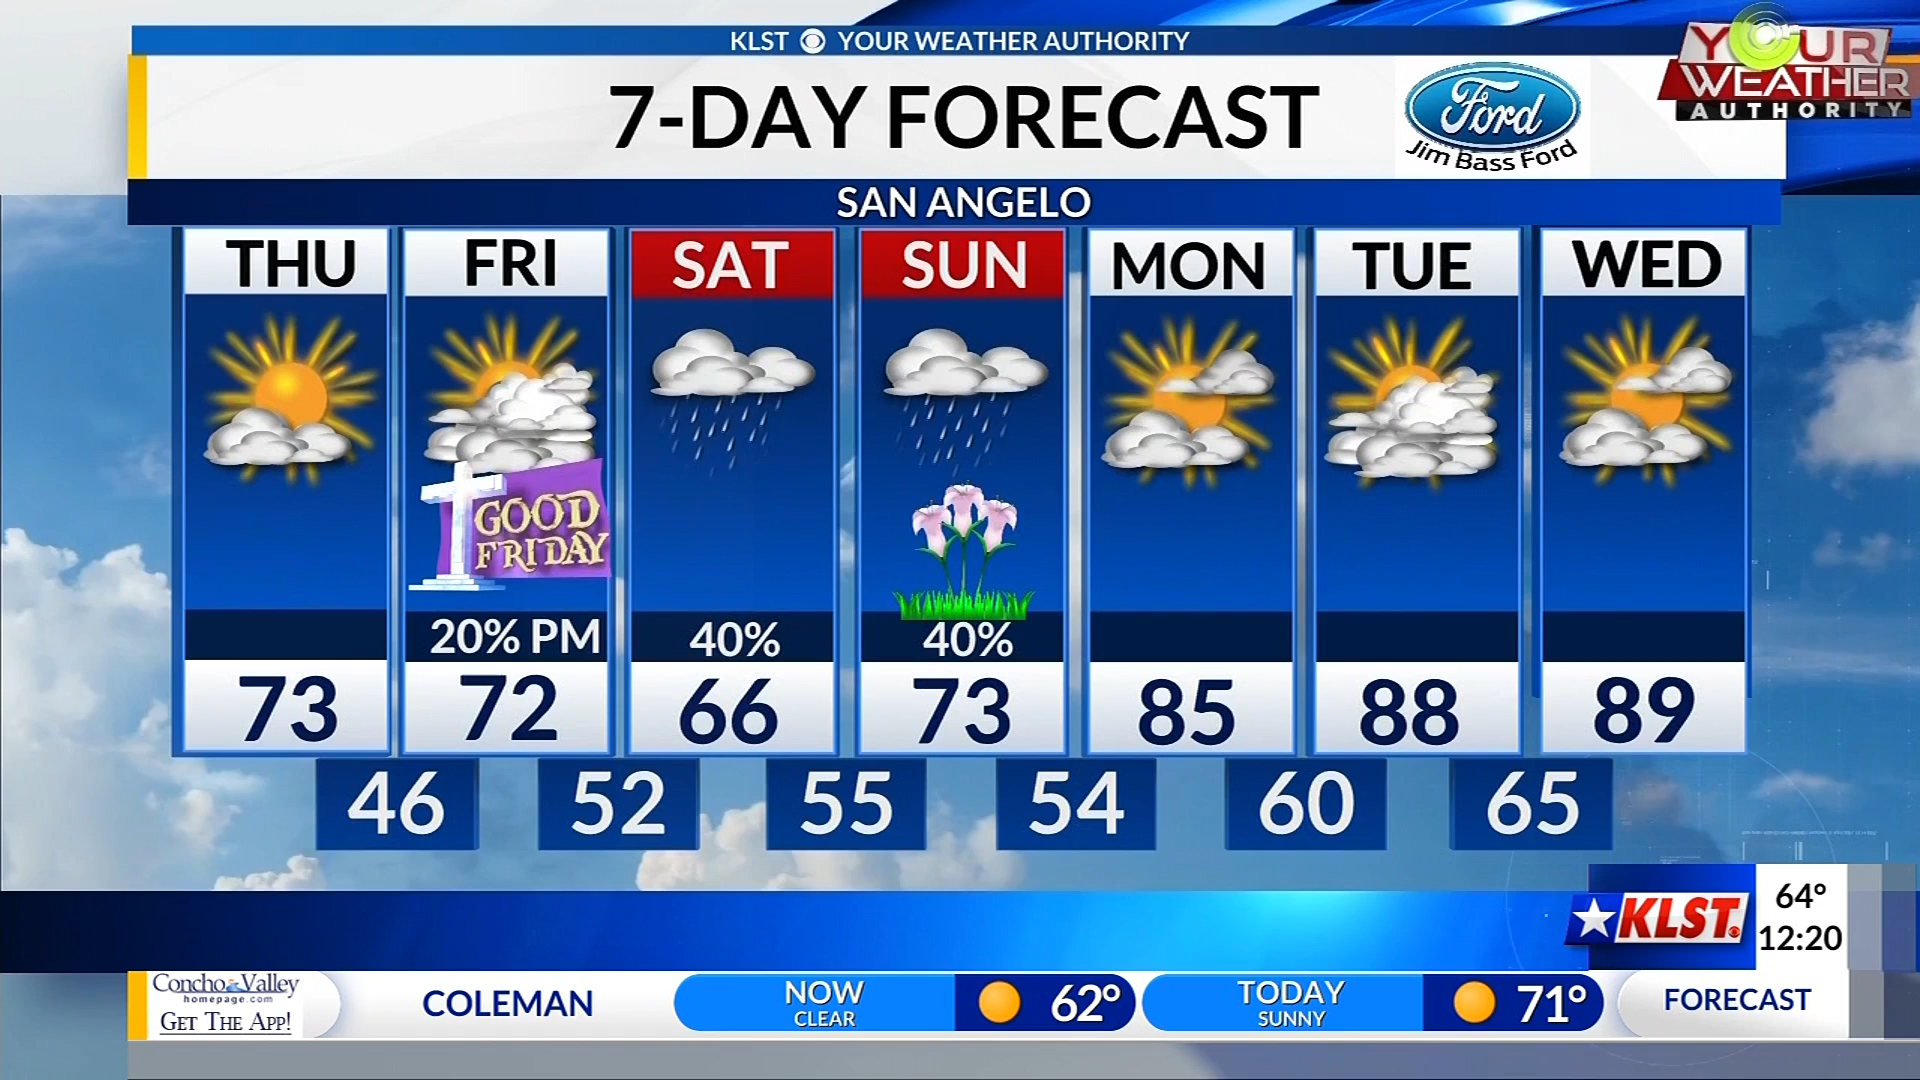 KLST YOUR WEATHER AUTHORITY
7-DAY FORECAST
Ford
Jim Bass Ford
YOUR
WEATHER
AUTHORITY
SAN ANGELO
THU FRI SAT SUN MON TUE WED
GOOD
FRIDAY
20% PM 40% 40%
73 72 66 73 85 88 89
46 52 55 54 60 65
KLST
64°
12:20
Concho Valley
homepage.com
GET THE APP!
COLEMAN
NOW
CLEAR
62°
TODAY
SUNNY
71°
FORECAST